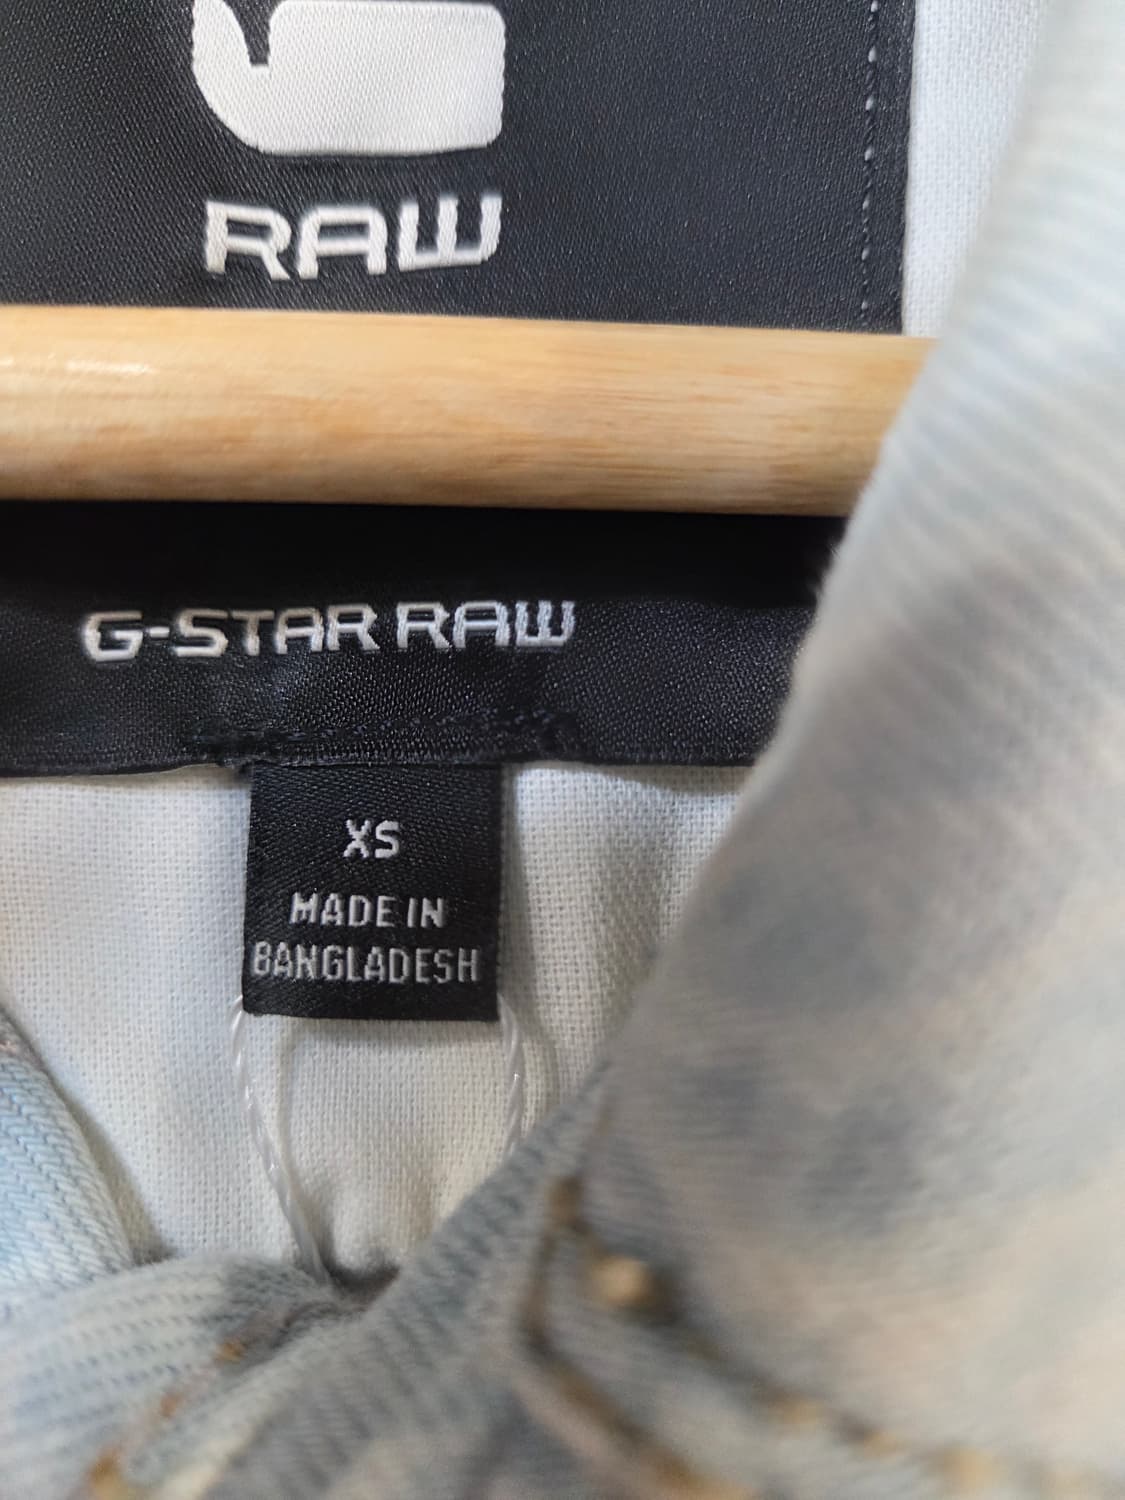 RAW
G-STAR RAW
XS
MADE IN
BANGLADESH